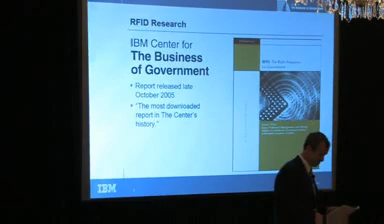 RFID Research
IBM Center for
The Business
of Government
• Report released late
October 2005
• "The most downloaded
report in The Center's
history."
IBM